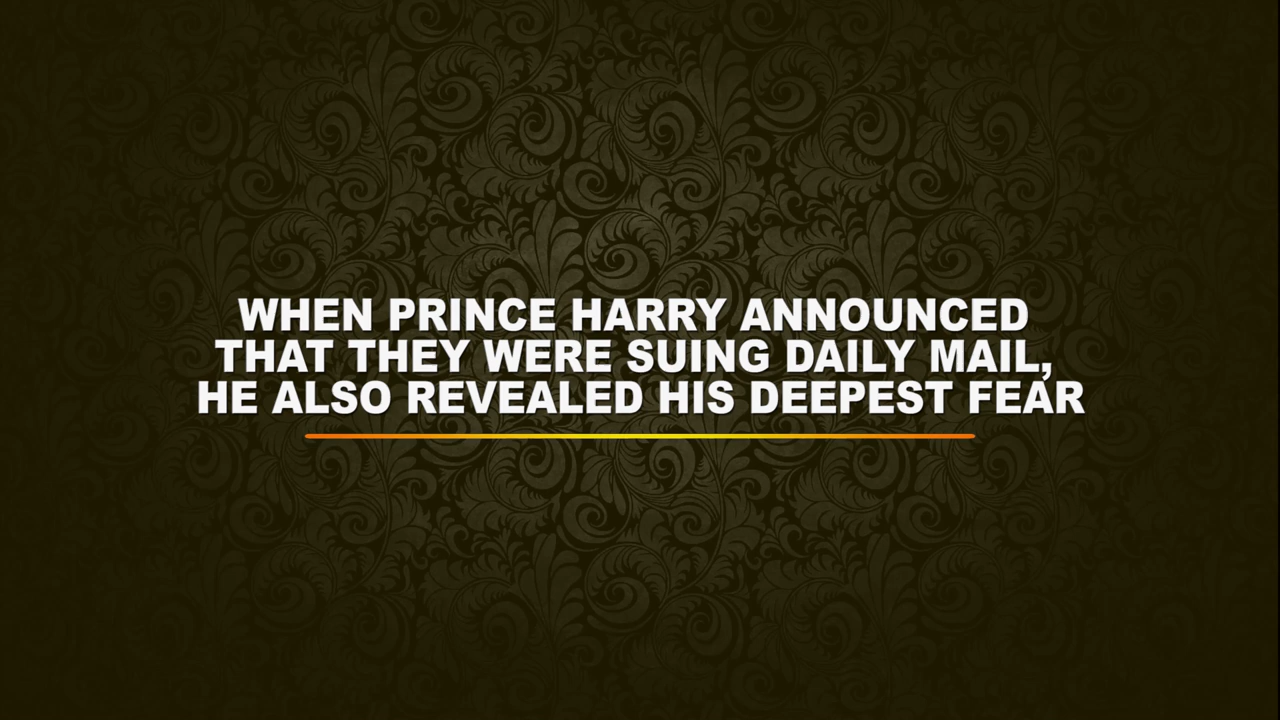 WHEN PRINCE HARRY ANNOUNCED
THAT THEY WERE SUING DAILY MAIL,
HE ALSO REVEALED HIS DEEPEST FEAR